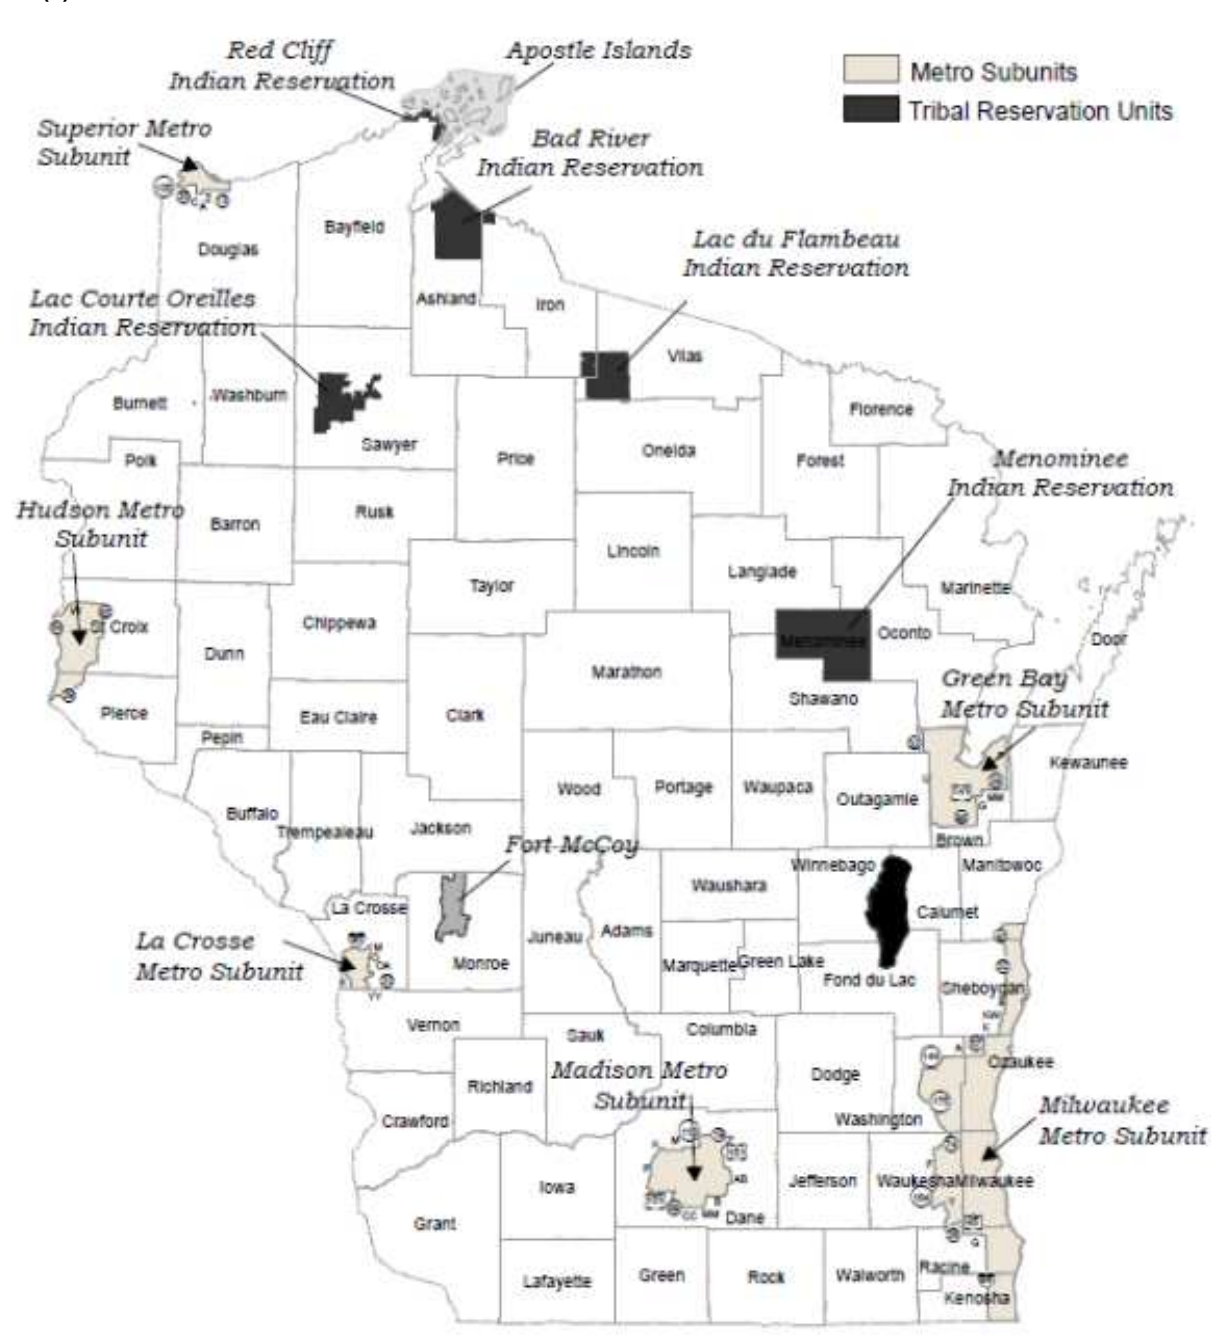 Red Cliff
Indian Reservation
Apostle Islands
Metro Subunits
Tribal Reservation Units
Superior Metro
Subunit
Bad River
Indian Reservation
Bayfield
Douglas
Lac du Flambeau
Indian Reservation
Lac Courte Oreilles
Indian Reservation
Ashland
Iron
Vilas
Burnett
Washburn
Florence
Sawyer
Oneida
Polk
Price
Forest
Menominee
Indian Reservation
Hudson Metro
Subunit
Barron
Rusk
Lincoln
Langlade
Taylor
Marinette
St Croix
Chippewa
Menominee
Oconto
Door
Dunn
Marathon
Shawano
Green Bay
Metro Subunit
Pierce
Eau Claire
Clark
Pepin
Kewaunee
Wood
Portage
Waupaca
Outagamie
Buffalo
Trempealeau
Jackson
Brown
Fort McCoy
Winnebago
Manitowoc
Waushara
La Crosse
Calumet
La Crosse
Metro Subunit
Juneau
Adams
Monroe
Marquette
Green Lake
Fond du Lac
Sheboygan
Vernon
Sauk
Columbia
Ozaukee
Madison Metro
Subunit
Richland
Dodge
Crawford
Washington
Milwaukee
Metro Subunit
Iowa
Jefferson
Waukesha
Milwaukee
Grant
Dane
Lafayette
Green
Rock
Walworth
Racine
Kenosha